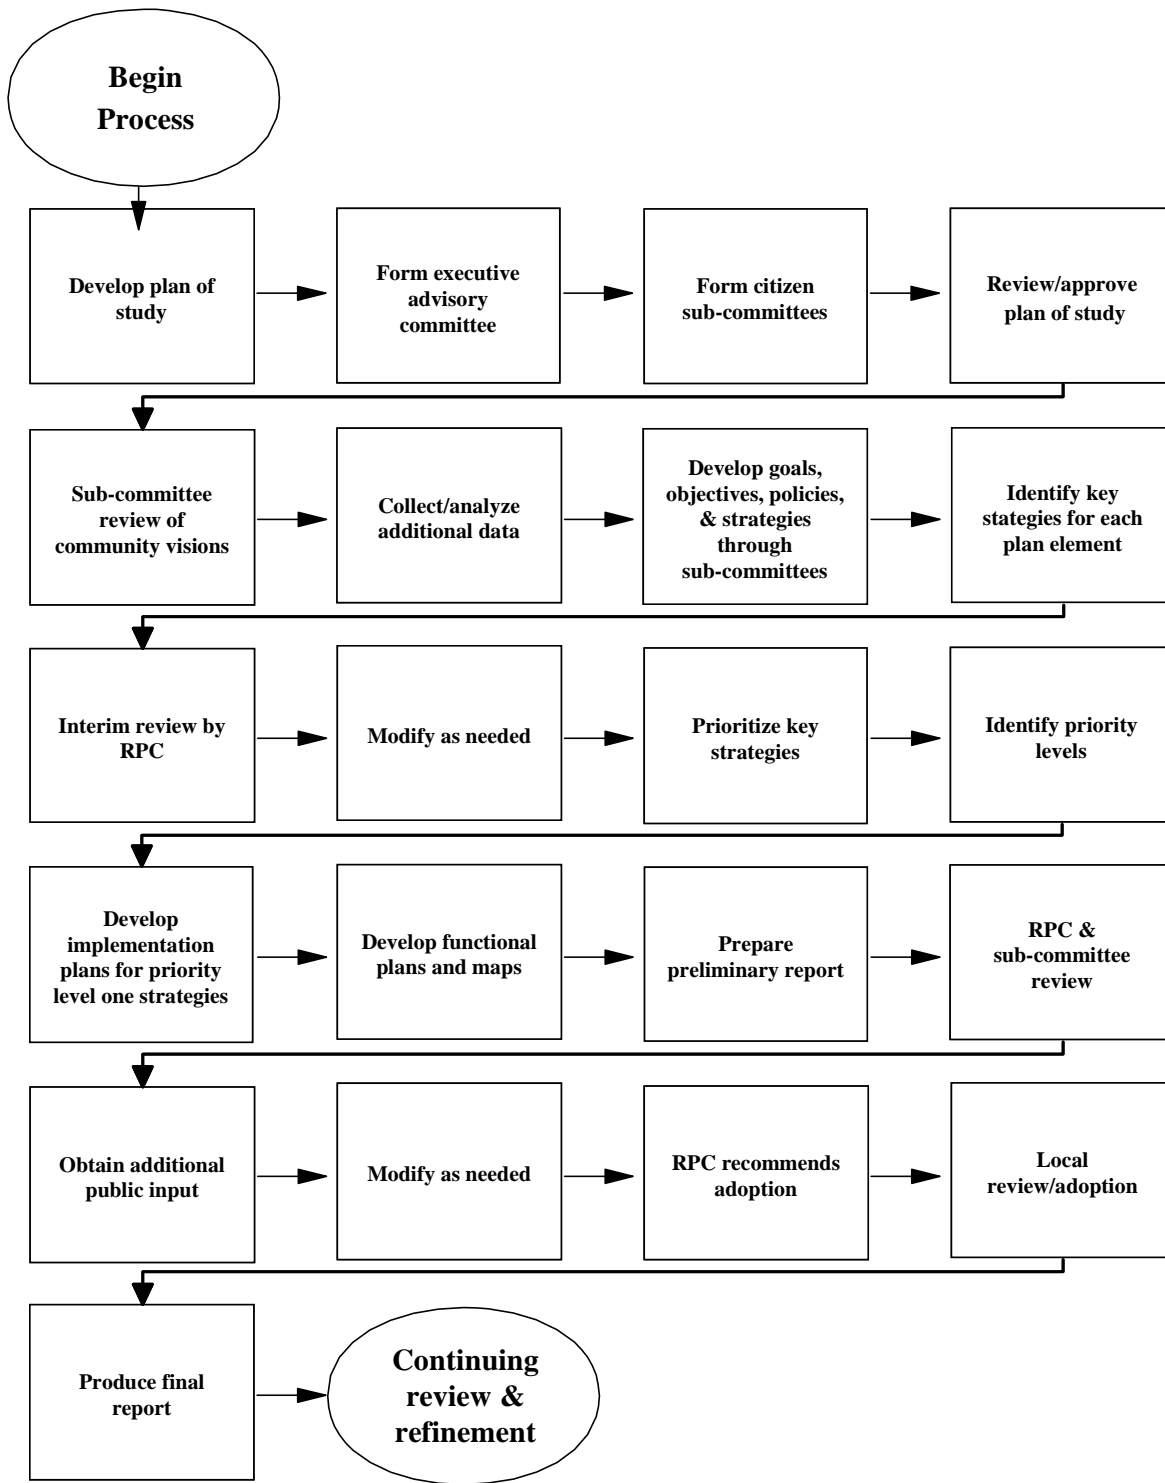 Begin
Process
Develop plan of
study
Form executive
advisory
committee
Form citizen
sub-committees
Review/approve
plan of study
Sub-committee
review of
community visions
Collect/analyze
additional data
Develop goals,
objectives, policies,
& strategies
through
sub-committees
Identify key
stategies for each
plan element
Interim review by
RPC
Modify as needed
Prioritize key
strategies
Identify priority
levels
Develop
implementation
plans for priority
level one strategies
Develop functional
plans and maps
Prepare
preliminary report
RPC &
sub-committee
review
Obtain additional
public input
Modify as needed
RPC recommends
adoption
Local
review/adoption
Produce final
report
Continuing
review &
refinement